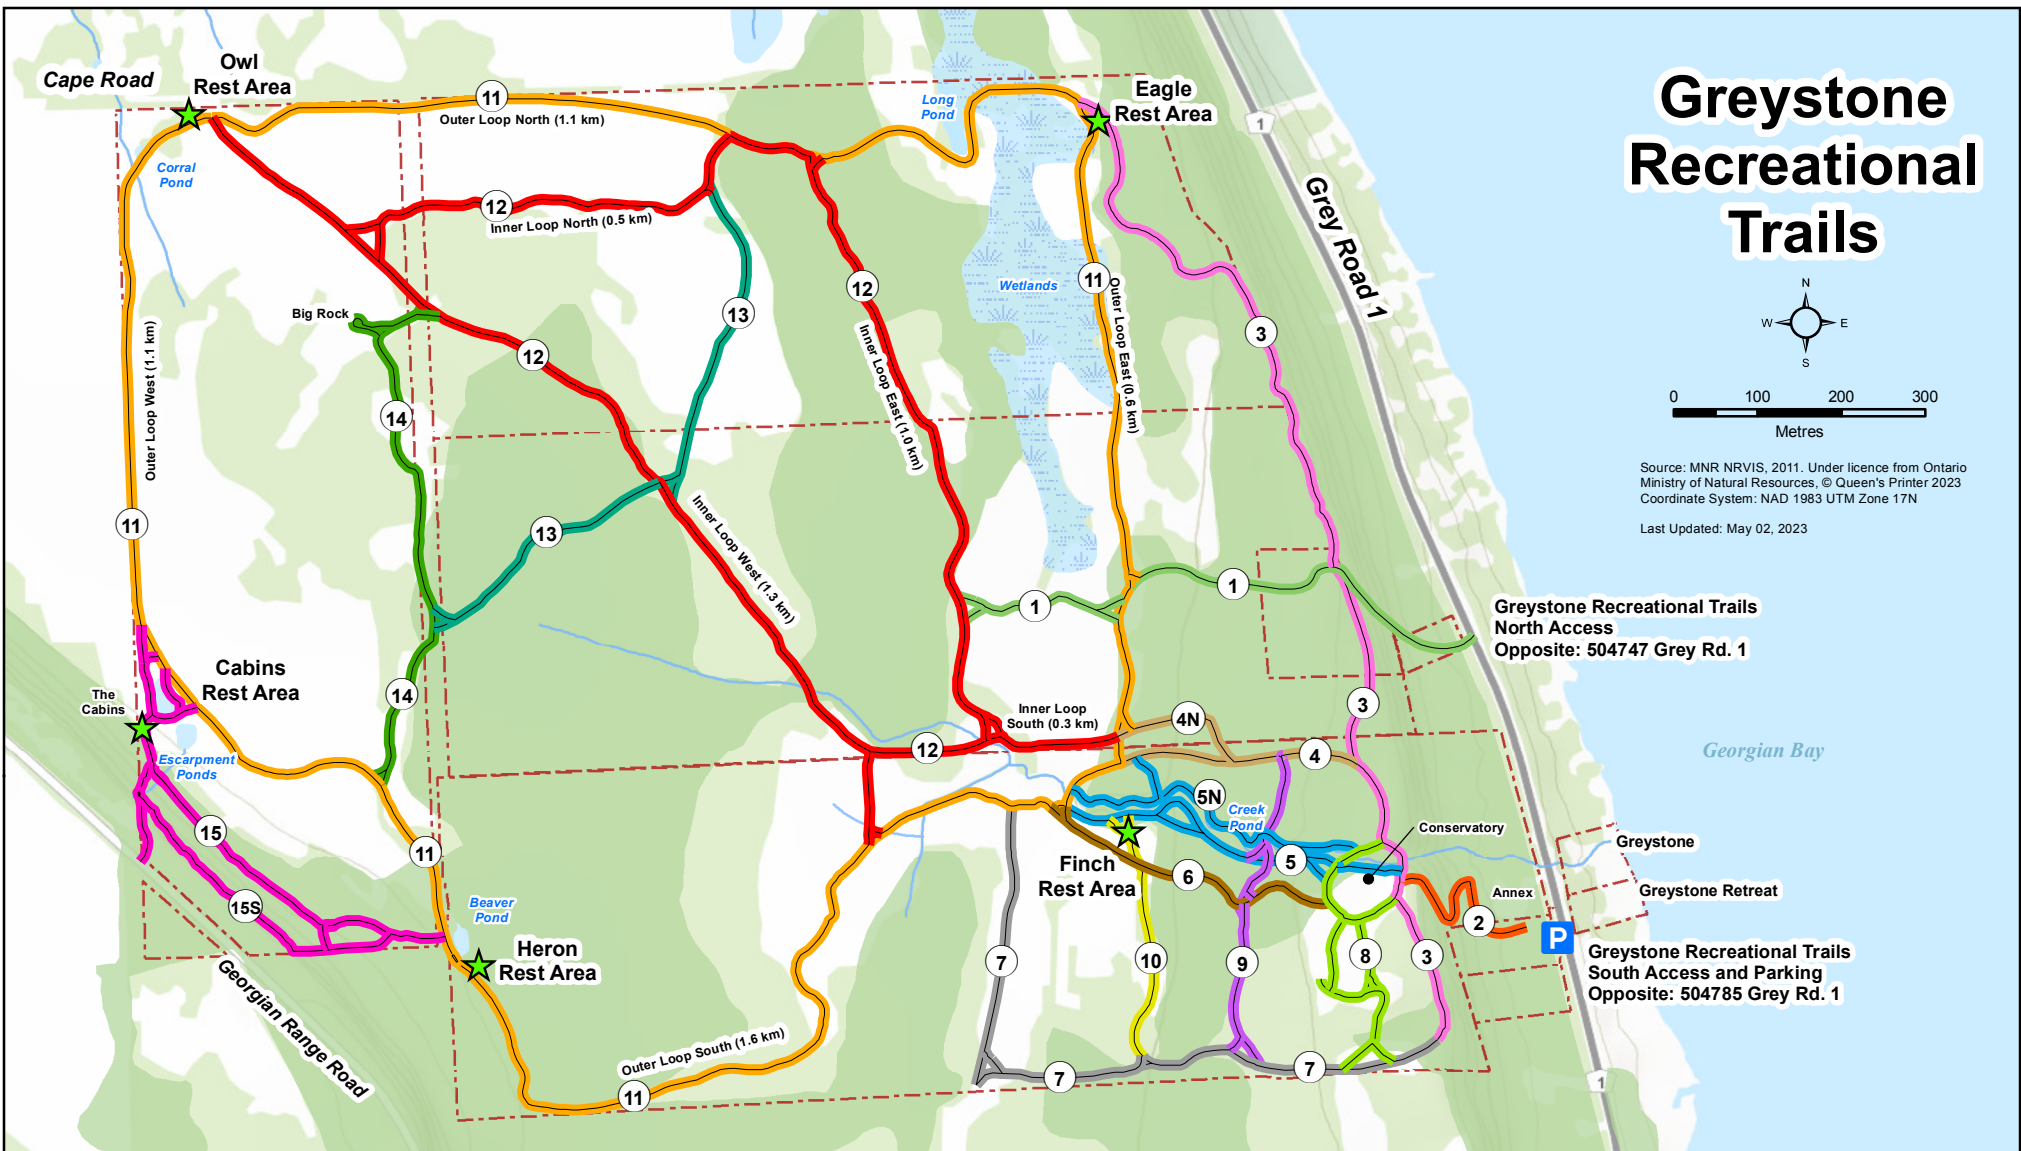 Greystone
Recreational
Trails
N
W
E
S
0
100
200
300
Metres
Source: MNR NRVIS, 2011. Under licence from Ontario
Ministry of Natural Resources, © Queen's Printer 2023
Coordinate System: NAD 1983 UTM Zone 17N
Last Updated: May 02, 2023
Cape Road
Owl
Rest Area
11
Outer Loop North (1.1 km)
Long
Pond
Eagle
Rest Area
1
Grey Road 1
Corral
Pond
12
Inner Loop North (0.5 km)
12
11
Wetlands
Outer Loop East (0.6 km)
3
Big Rock
13
12
Outer Loop West (1.1 km)
Inner Loop East (1.0 km)
14
11
13
Inner Loop West (1.3 km)
1
1
Greystone Recreational Trails
North Access
Opposite: 504747 Grey Rd. 1
Cabins
Rest Area
The
Cabins
14
3
Inner Loop
South (0.3 km)
4N
12
4
Georgian Bay
Escarpment
Ponds
5N
Creek
Pond
15
Conservatory
Greystone
11
Finch
Rest Area
5
6
Annex
Greystone Retreat
15S
Beaver
Pond
2
P
Heron
Rest Area
7
10
9
8
3
Greystone Recreational Trails
South Access and Parking
Opposite: 504785 Grey Rd. 1
Georgian Range Road
Outer Loop South (1.6 km)
11
7
7
1